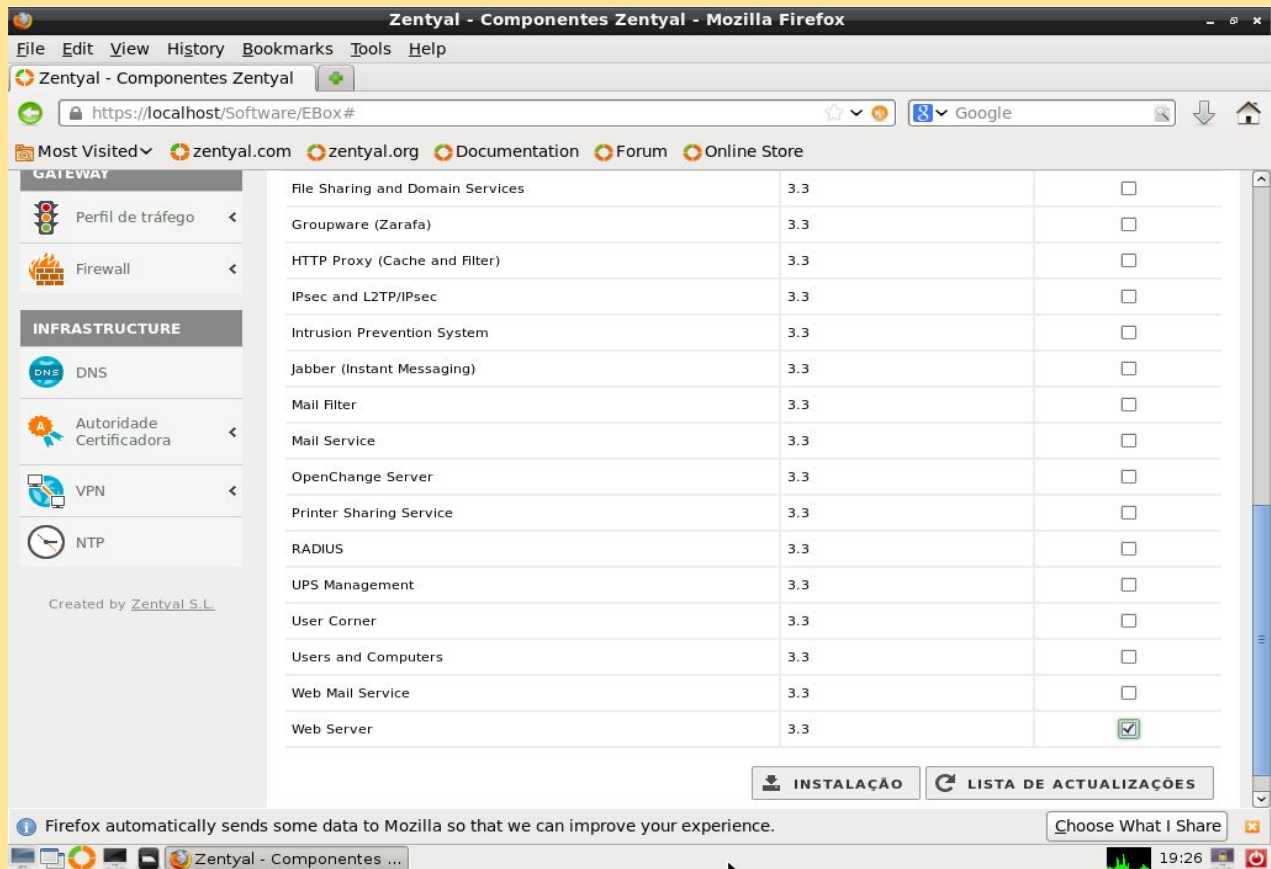 Zentyal - Componentes Zentyal - Mozilla Firefox
File Edit View History Bookmarks Tools Help
Zentyal - Componentes Zentyal
https://localhost/Software/EBox#
Google
Most Visited zentyal.com zentyal.org Documentation Forum Online Store
GATEWAY
Perfil de tráfego
Firewall
INFRASTRUCTURE
DNS DNS
Autoridade
Certificadora
VPN
NTP
Created by Zentyal S.L.
File Sharing and Domain Services 3.3
Groupware (Zarafa) 3.3
HTTP Proxy (Cache and Filter) 3.3
IPsec and L2TP/IPsec 3.3
Intrusion Prevention System 3.3
Jabber (Instant Messaging) 3.3
Mail Filter 3.3
Mail Service 3.3
OpenChange Server 3.3
Printer Sharing Service 3.3
RADIUS 3.3
UPS Management 3.3
User Corner 3.3
Users and Computers 3.3
Web Mail Service 3.3
Web Server 3.3
INSTALAÇÃO LISTA DE ACTUALIZAÇÕES
Firefox automatically sends some data to Mozilla so that we can improve your experience. Choose What I Share
Zentyal - Componentes ... 19:26